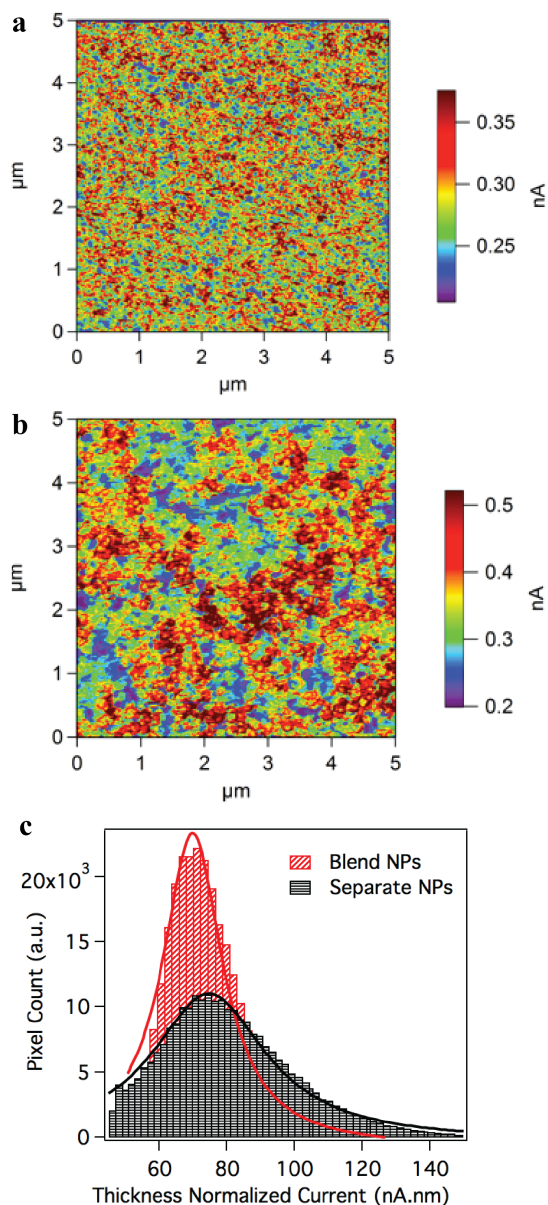 a
5
4
3
2
1
0
µm
0 1 2 3 4 5
µm
0.35
0.30
0.25
nA
b
5
4
3
2
1
0
µm
0 1 2 3 4 5
µm
0.5
0.4
0.3
0.2
nA
c
Blend NPs
Separate NPs
20x10³
15
10
5
0
Pixel Count (a.u.)
60 80 100 120 140
Thickness Normalized Current (nA.nm)